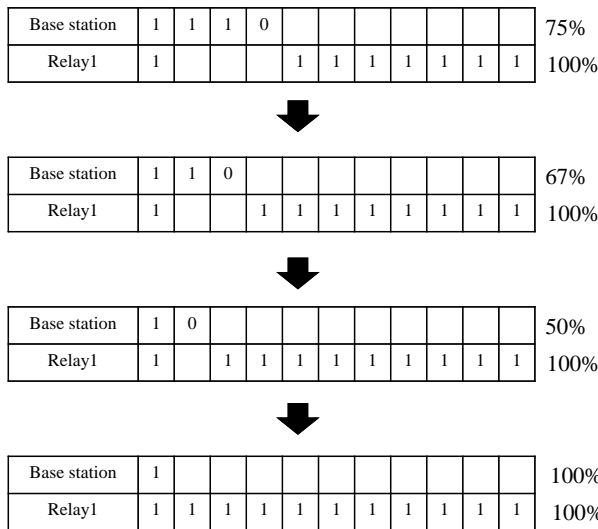 Base station 1 1 1 0 75%
Relay1 1 1 1 1 1 1 1 1 100%
Base station 1 1 0 67%
Relay1 1 1 1 1 1 1 1 1 1 100%
Base station 1 0 50%
Relay1 1 1 1 1 1 1 1 1 1 1 100%
Base station 1 100%
Relay1 1 1 1 1 1 1 1 1 1 1 1 100%